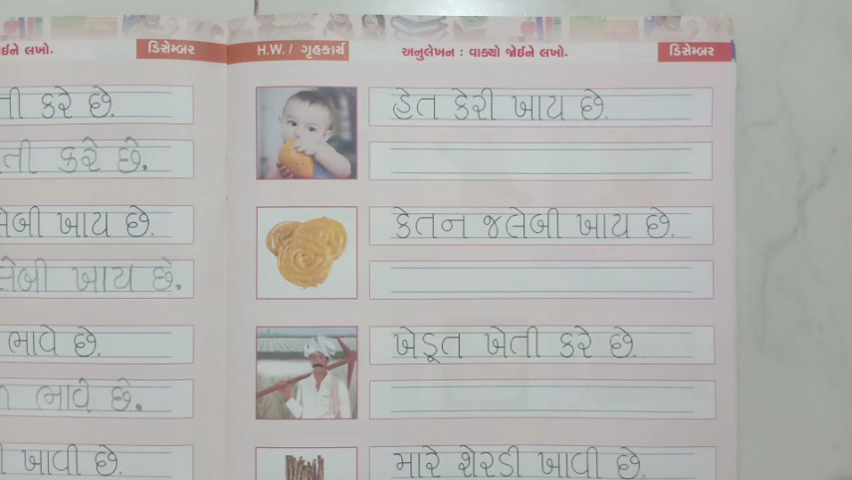 ઈને લખો. ડિસેમ્બર
કરે છે.
કરે છે.
ખાય છે.
ખાય છે.
ભાવે છે.
ભાવે છે.
ખાવી છે.
H.W. / ગૃહકાર્ય અનુલેખન : વાક્યો જોઈને લખો. ડિસેમ્બર
હેત કેરી ખાય છે.
કેતન જલેબી ખાય છે.
ખેડૂત ખેતી કરે છે.
મારે શેરડી ખાવી છે.